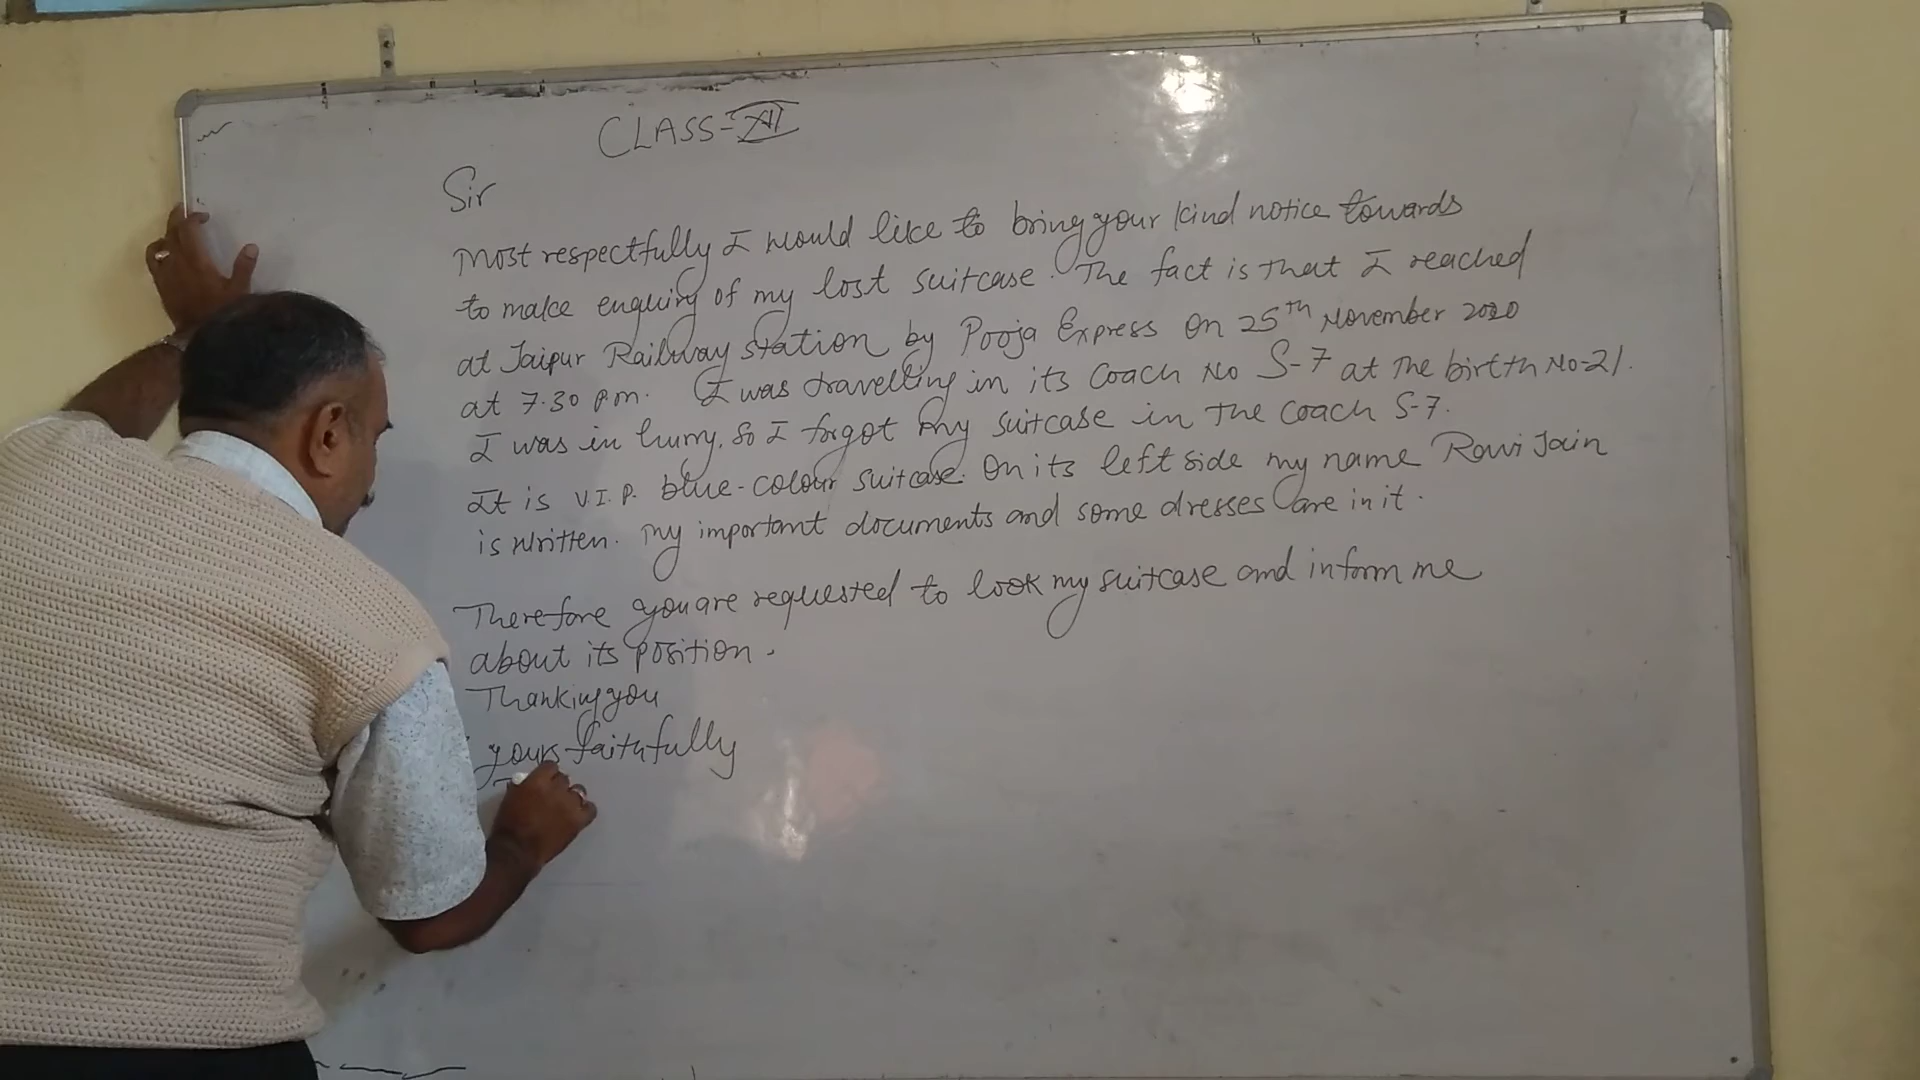 CLASS-XII
Sir
Most respectfully I would like to bring your kind notice towards
to make enquiry of my lost suitcase. The fact is that I reached
at Jaipur Railway station by Pooja Express on 25th November 2020
at 7.30 pm. I was travelling in its coach No S-7 at the birth No-21.
I was in hurry. So I forgot my suitcase in the coach S-7.
It is V.I.P. blue-colour suitcase. On its left side my name Ravi Jain
is written. My important documents and some dresses are in it.
Therefore you are requested to look my suitcase and inform me
about its position.
Thanking you
yours faithfully